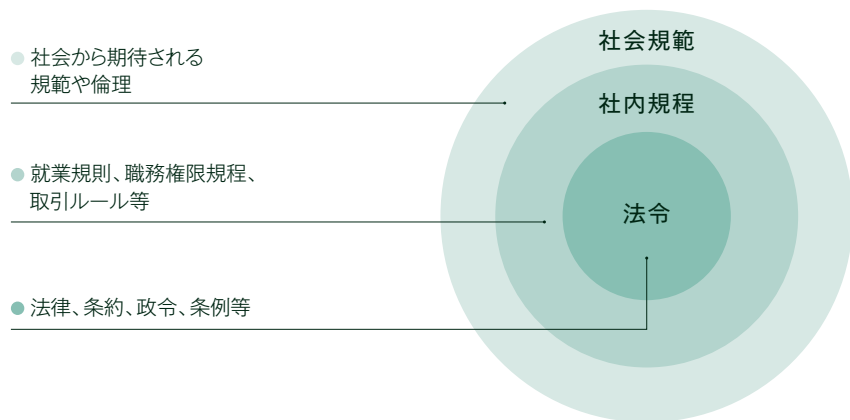 社会規範
社会から期待される
規範や倫理
社内規程
就業規則、職務権限規程、
取引ルール等
法令
法律、条約、政令、条例等